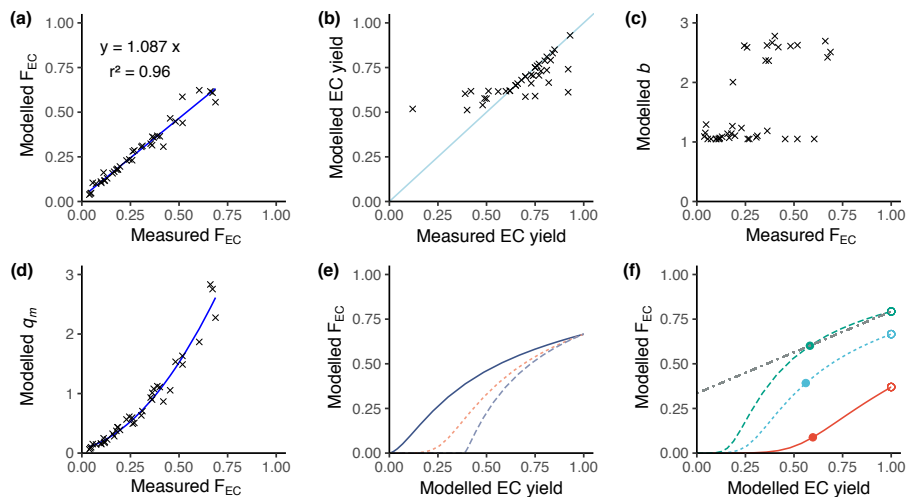 (a)
y = 1.087 x
r² = 0.96
1.00
0.75
0.50
0.25
0.00
0.00 0.25 0.50 0.75 1.00
Modelled F_EC
Measured F_EC
(b)
1.00
0.75
0.50
0.25
0.00
0.00 0.25 0.50 0.75 1.00
Modelled EC yield
Measured EC yield
(c)
3
2
1
0
0.00 0.25 0.50 0.75 1.00
Modelled b
Measured F_EC
(d)
3
2
1
0
0.00 0.25 0.50 0.75 1.00
Modelled q_m
Measured F_EC
(e)
1.00
0.75
0.50
0.25
0.00
0.00 0.25 0.50 0.75 1.00
Modelled F_EC
Modelled EC yield
(f)
1.00
0.75
0.50
0.25
0.00
0.00 0.25 0.50 0.75 1.00
Modelled F_EC
Modelled EC yield